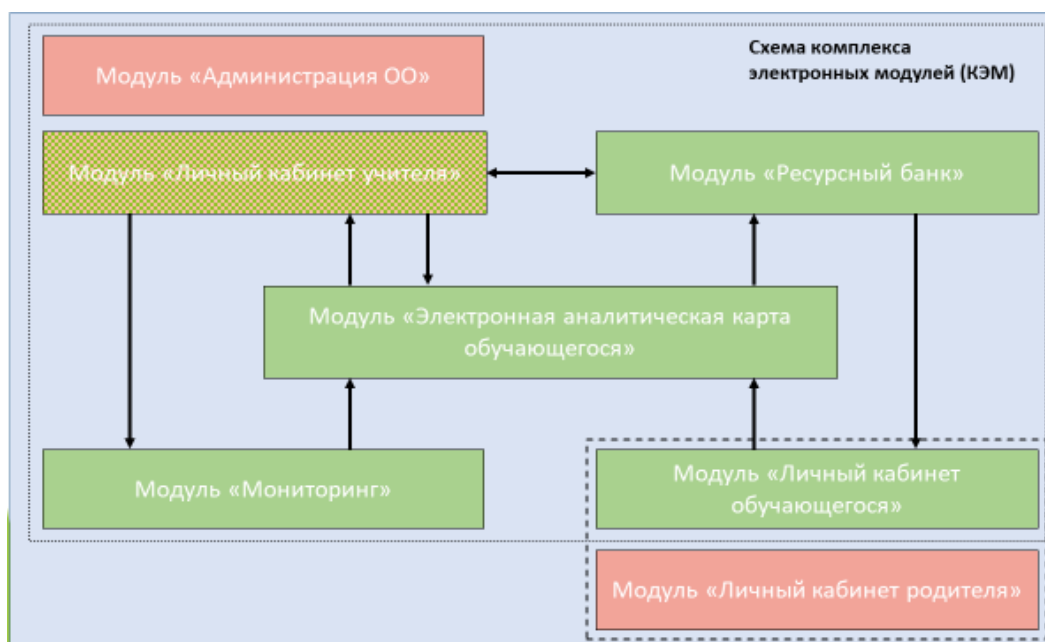 Схема комплекса
электронных модулей (КЭМ)
Модуль «Администрация ОО»
Модуль «Личный кабинет учителя»
Модуль «Ресурсный банк»
Модуль «Электронная аналитическая карта
обучающегося»
Модуль «Мониторинг»
Модуль «Личный кабинет
обучающегося»
Модуль «Личный кабинет родителя»